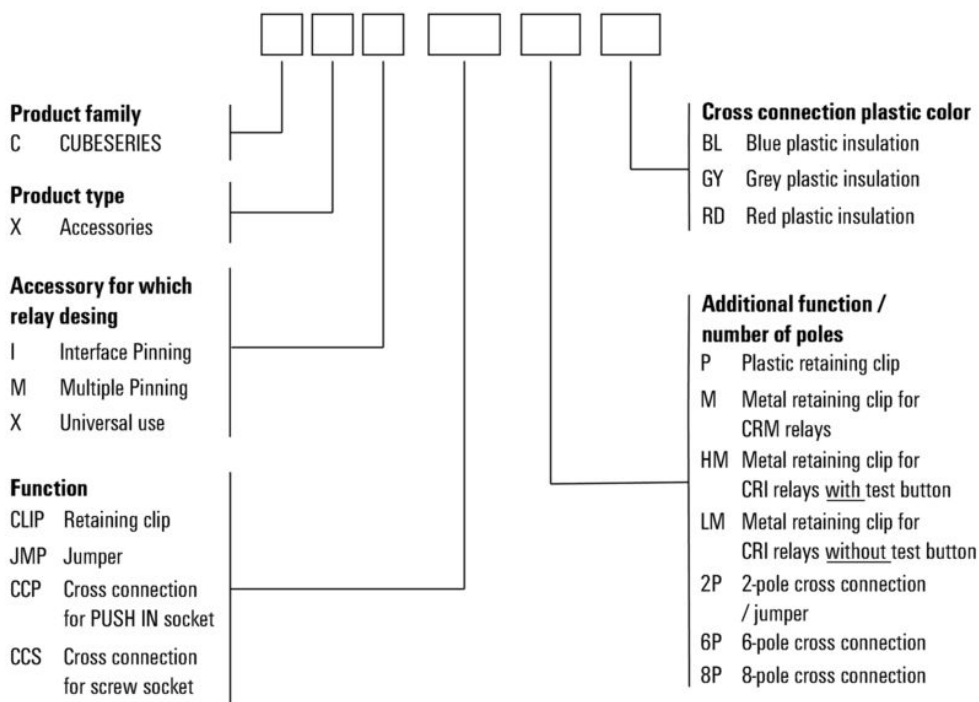 Product family
C CUBESERIES
Product type
X Accessories
Accessory for which
relay desing
I Interface Pinning
M Multiple Pinning
X Universal use
Function
CLIP Retaining clip
JMP Jumper
CCP Cross connection
for PUSH IN socket
CCS Cross connection
for screw socket
Cross connection plastic color
BL Blue plastic insulation
GY Grey plastic insulation
RD Red plastic insulation
Additional function /
number of poles
P Plastic retaining clip
M Metal retaining clip for
CRM relays
HM Metal retaining clip for
CRI relays with test button
LM Metal retaining clip for
CRI relays without test button
2P 2-pole cross connection
/ jumper
6P 6-pole cross connection
8P 8-pole cross connection